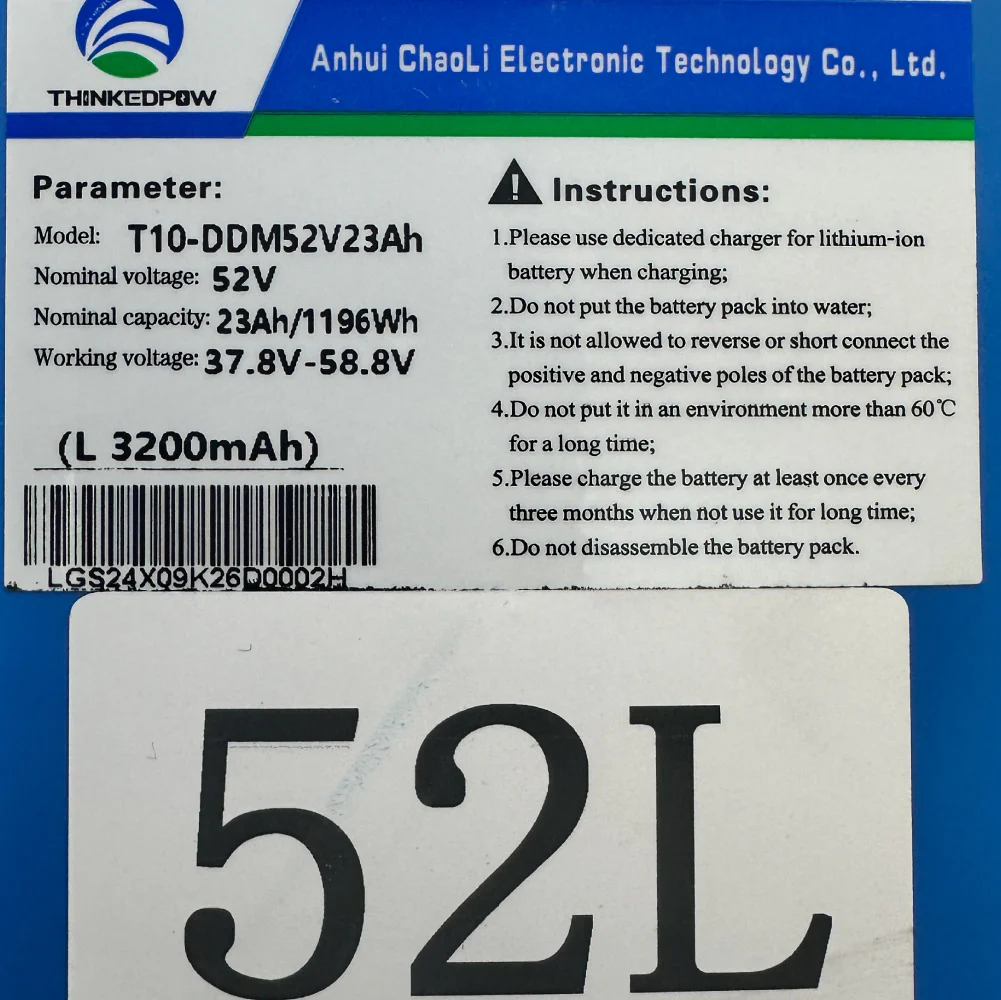 THINKEDPOW
Anhui ChaoLi Electronic Technology Co., Ltd.
Parameter:
Model: T10-DDM52V23Ah
Nominal voltage: 52V
Nominal capacity: 23Ah/1196Wh
Working voltage: 37.8V-58.8V
(L 3200mAh)
LGS24X09K26D0002H
! Instructions:
1.Please use dedicated charger for lithium-ion
battery when charging;
2.Do not put the battery pack into water;
3.It is not allowed to reverse or short connect the
positive and negative poles of the battery pack;
4.Do not put it in an environment more than 60℃
for a long time;
5.Please charge the battery at least once every
three months when not use it for long time;
6.Do not disassemble the battery pack.
52L